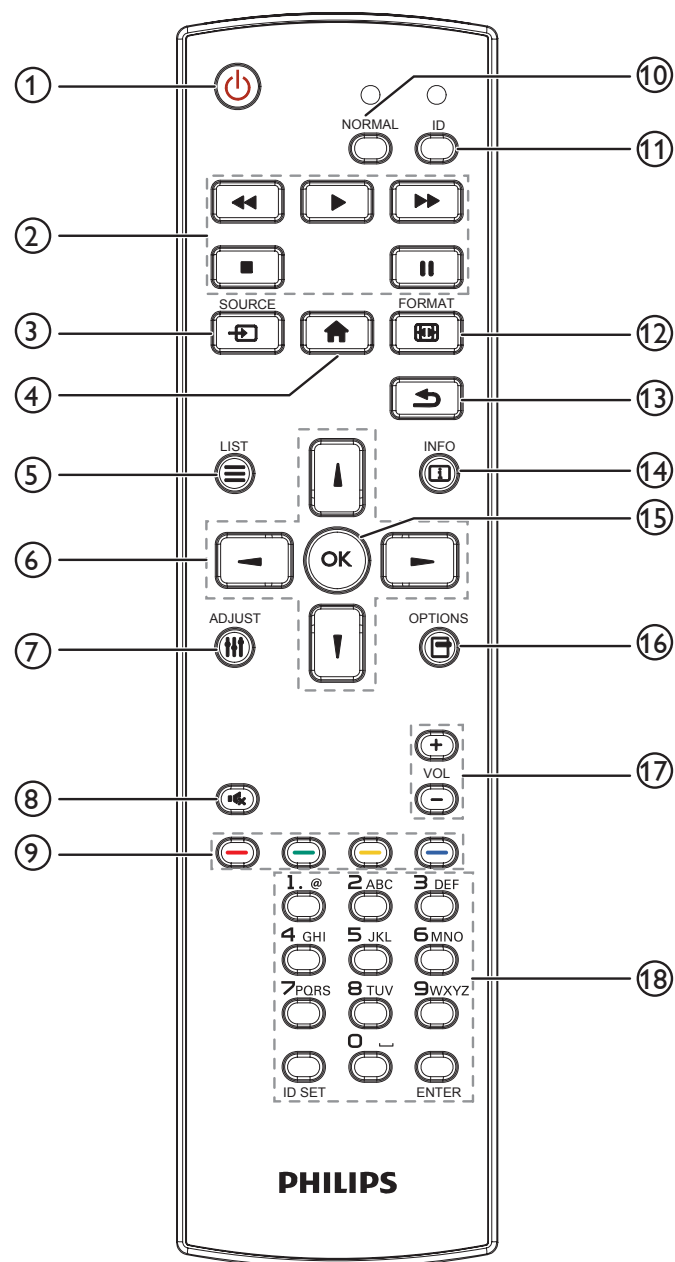 1
10
NORMAL ID
11
2
SOURCE FORMAT
3
12
4
13
LIST INFO
5
14
15
6
OK
ADJUST OPTIONS
7
16
+
VOL
17
8
−
9
1. @ 2 ABC 3 DEF
4 GHI 5 JKL 6 MNO
18
7 PQRS 8 TUV 9 WXYZ
0 ⎵
ID SET ENTER
PHILIPS